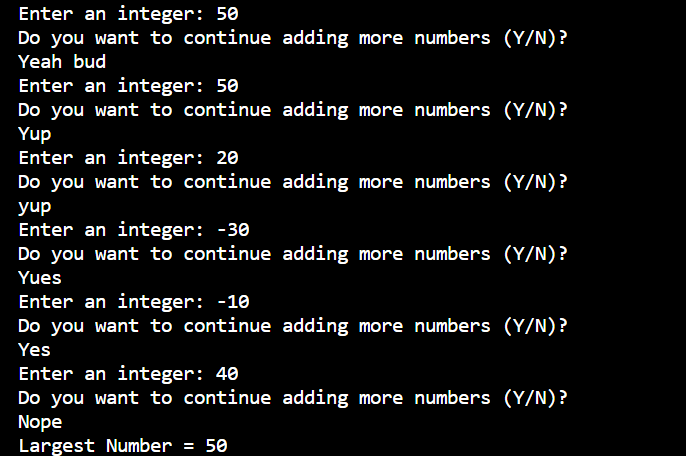 Enter an integer: 50
Do you want to continue adding more numbers (Y/N)?
Yeah bud
Enter an integer: 50
Do you want to continue adding more numbers (Y/N)?
Yup
Enter an integer: 20
Do you want to continue adding more numbers (Y/N)?
yup
Enter an integer: -30
Do you want to continue adding more numbers (Y/N)?
Yues
Enter an integer: -10
Do you want to continue adding more numbers (Y/N)?
Yes
Enter an integer: 40
Do you want to continue adding more numbers (Y/N)?
Nope
Largest Number = 50